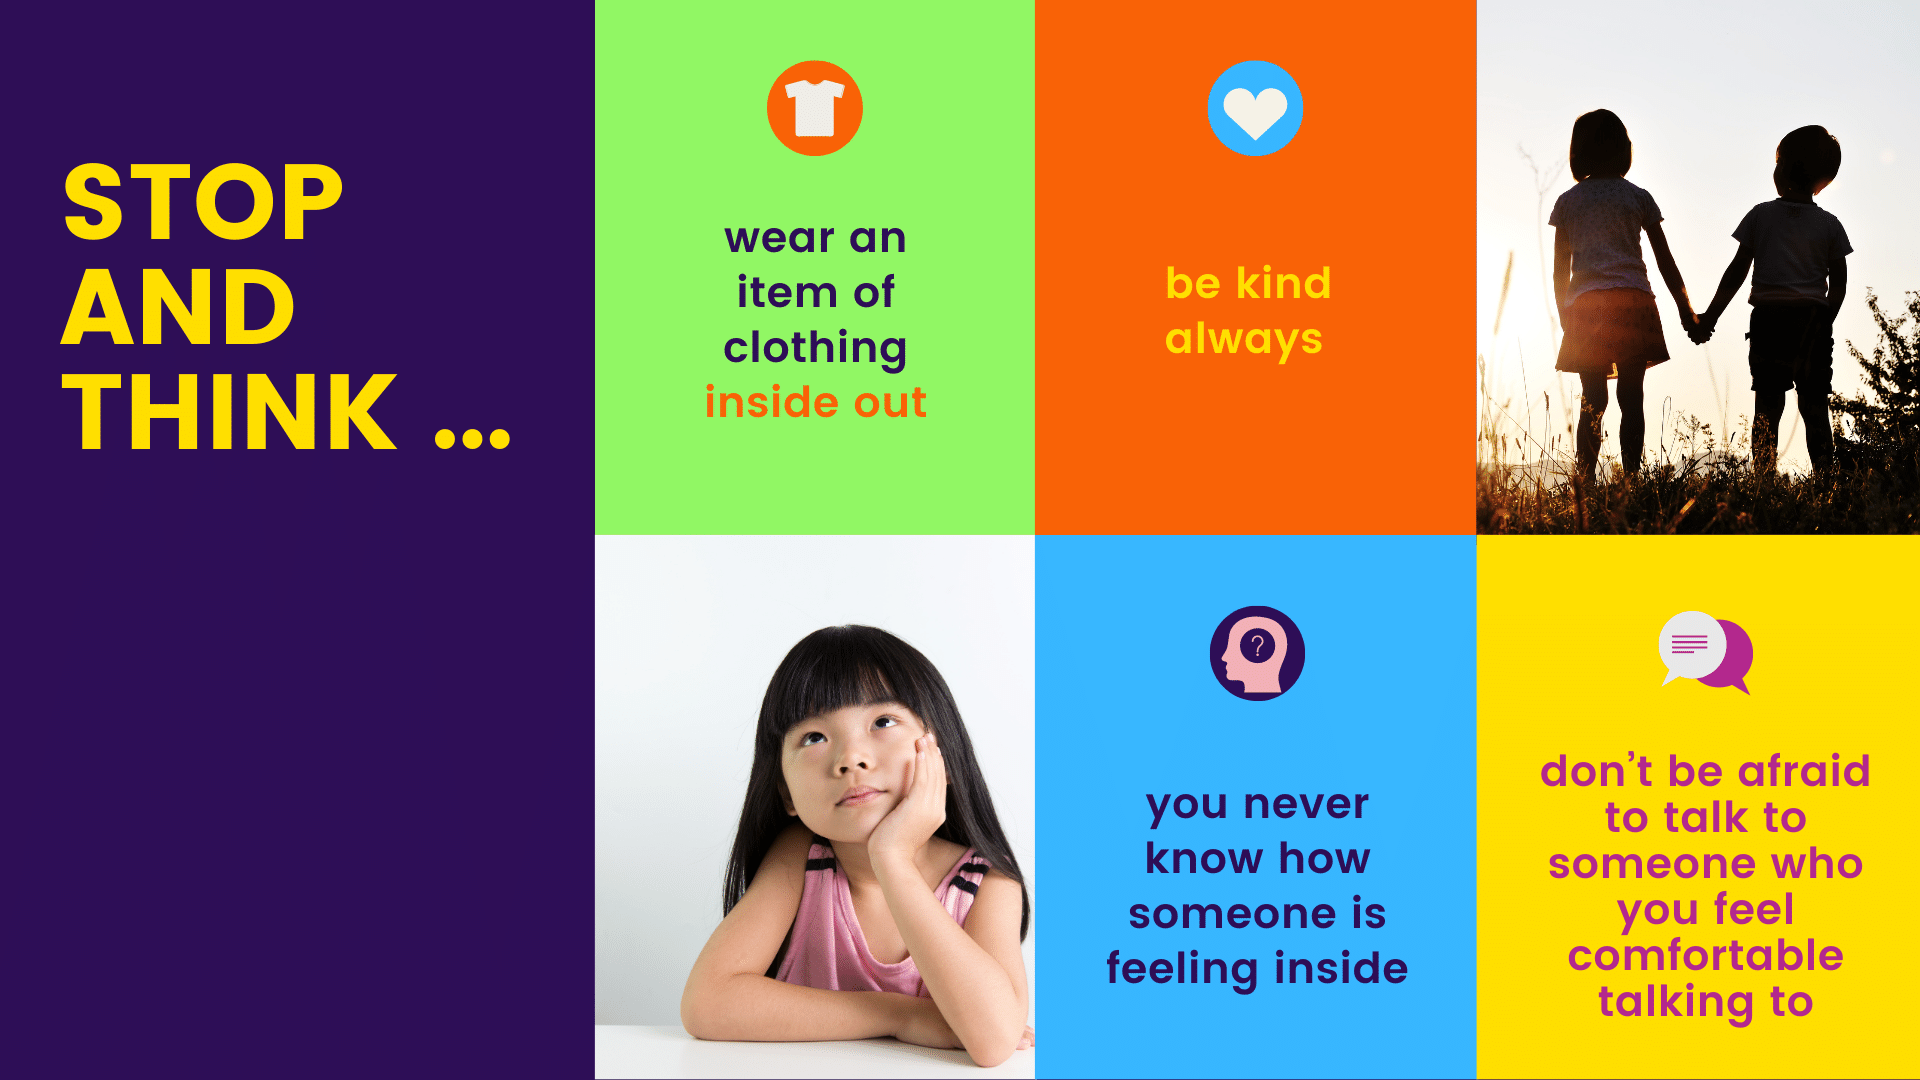 STOP
AND
THINK ...
wear an
item of
clothing
inside out
be kind
always
?
you never
know how
someone is
feeling inside
don’t be afraid
to talk to
someone who
you feel
comfortable
talking to